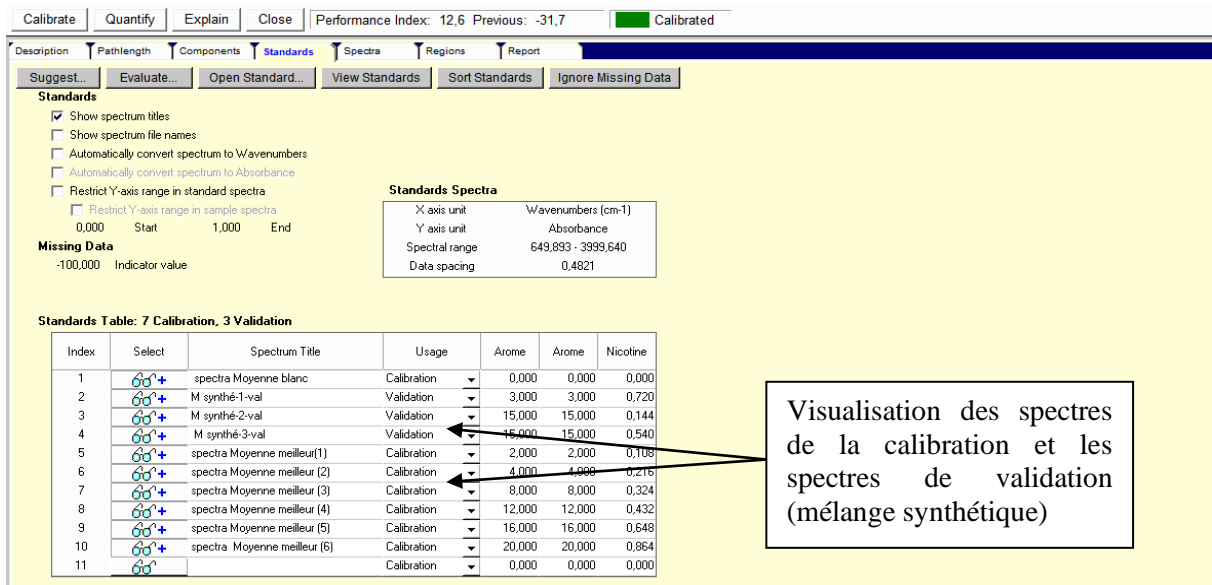 Calibrate Quantify Explain Close Performance Index: 12,6 Previous: -31,7 Calibrated
Description Pathlength Components Standards Spectra Regions Report
Suggest... Evaluate... Open Standard... View Standards Sort Standards Ignore Missing Data
Standards
Show spectrum titles
Show spectrum file names
Automatically convert spectrum to Wavenumbers
Automatically convert spectrum to Absorbance
Restrict Y-axis range in standard spectra
Restrict Y-axis range in sample spectra
0,000 Start 1,000 End
Missing Data
-100,000 Indicator value
Standards Spectra
X axis unit Wavenumbers (cm-1)
Y axis unit Absorbance
Spectral range 649,893 - 3999,640
Data spacing 0,4821
Standards Table: 7 Calibration, 3 Validation
Index Select Spectrum Title Usage Arome Arome Nicotine
1 spectra Moyenne blanc Calibration 0,000 0,000 0,000
2 M synthé-1-val Validation 3,000 3,000 0,720
3 M synthé-2-val Validation 15,000 15,000 0,144
4 M synthé-3-val Validation 15,000 15,000 0,540
5 spectra Moyenne meilleur(1) Calibration 2,000 2,000 0,108
6 spectra Moyenne meilleur (2) Calibration 4,000 4,000 0,216
7 spectra Moyenne meilleur (3) Calibration 8,000 8,000 0,324
8 spectra Moyenne meilleur (4) Calibration 12,000 12,000 0,432
9 spectra Moyenne meilleur (5) Calibration 16,000 16,000 0,648
10 spectra Moyenne meilleur (6) Calibration 20,000 20,000 0,864
11 Calibration 0,000 0,000 0,000
Visualisation des spectres
de la calibration et les
spectres de validation
(mélange synthétique)